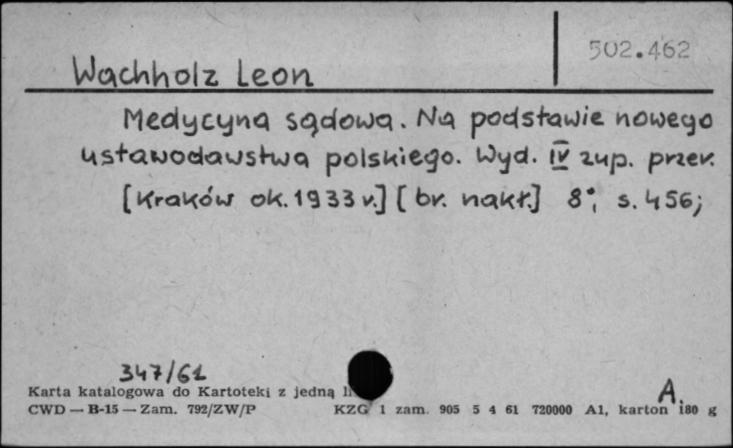 502.462
Wachholz Leon
Medycyna sądowa. Na podstawie nowego
ustawodawstwa polskiego. Wyd. IV zup. przer.
[Kraków ok. 1933 r.] [br. nakł.] 8°, s. 456;
347/61
A.
Karta katalogowa do Kartoteki z jedną
CWD — B-15 — Zam. 792/ZW/P KZG 1 zam. 905 5 4 61 720000 A1, karton 180 g